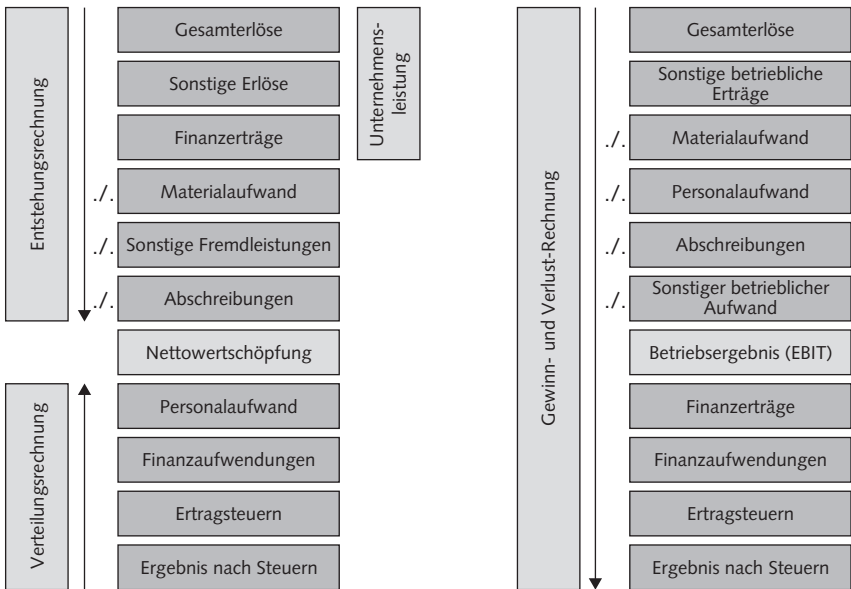 Entstehungsrechnung
Gesamterlöse
Sonstige Erlöse
Finanzerträge
./. Materialaufwand
./. Sonstige Fremdleistungen
./. Abschreibungen
Unternehmens-
leistung
Nettowertschöpfung
Verteilungsrechnung
Personalaufwand
Finanzaufwendungen
Ertragsteuern
Ergebnis nach Steuern
Gewinn- und Verlust-Rechnung
Gesamterlöse
Sonstige betriebliche
Erträge
./. Materialaufwand
./. Personalaufwand
./. Abschreibungen
./. Sonstiger betrieblicher
Aufwand
Betriebsergebnis (EBIT)
Finanzerträge
Finanzaufwendungen
Ertragsteuern
Ergebnis nach Steuern